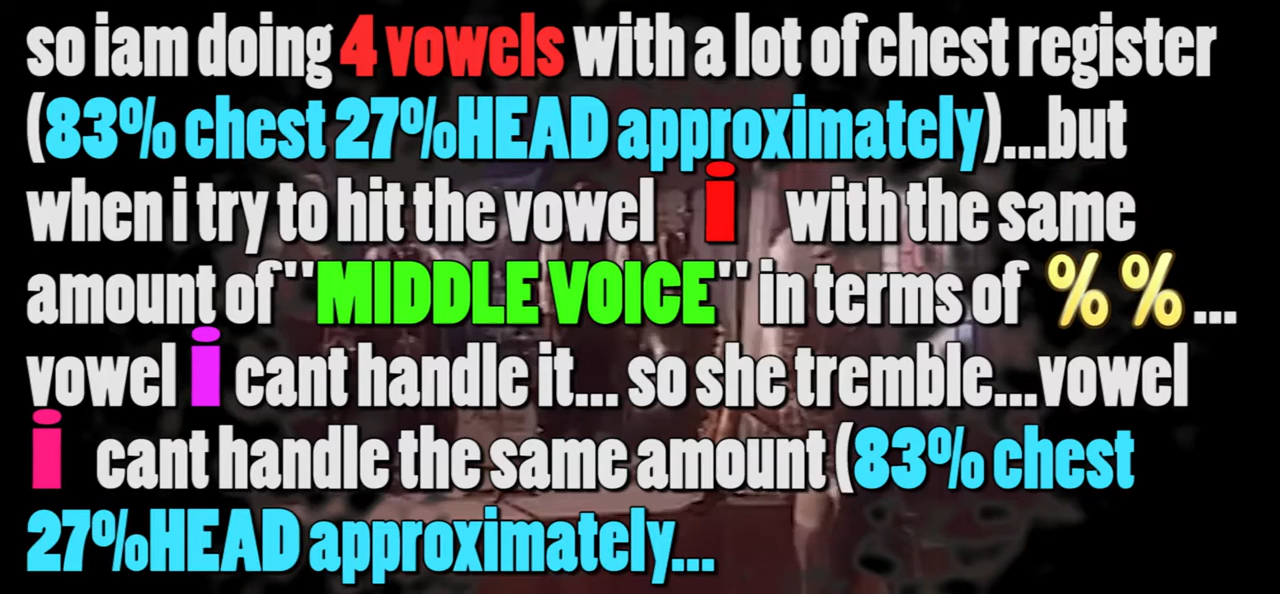 so iam doing 4 vowels with a lot of chest register
(83% chest 27%HEAD approximately)...but
when i try to hit the vowel i with the same
amount of "MIDDLE VOICE" in terms of %%...
vowel i cant handle it... so she tremble...vowel
i cant handle the same amount (83% chest
27%HEAD approximately...